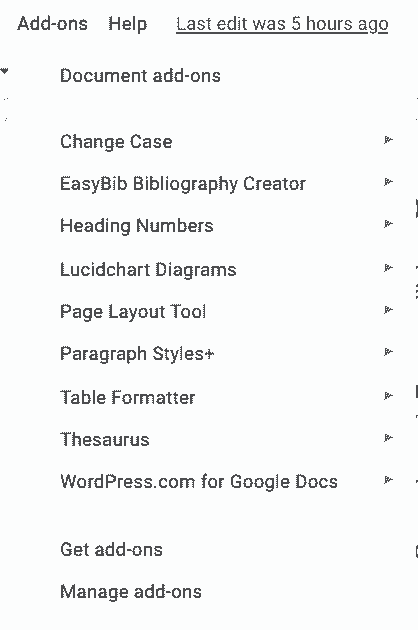 Add-ons Help Last edit was 5 hours ago
Document add-ons
Change Case
EasyBib Bibliography Creator
Heading Numbers
Lucidchart Diagrams
Page Layout Tool
Paragraph Styles+
Table Formatter
Thesaurus
WordPress.com for Google Docs
Get add-ons
Manage add-ons